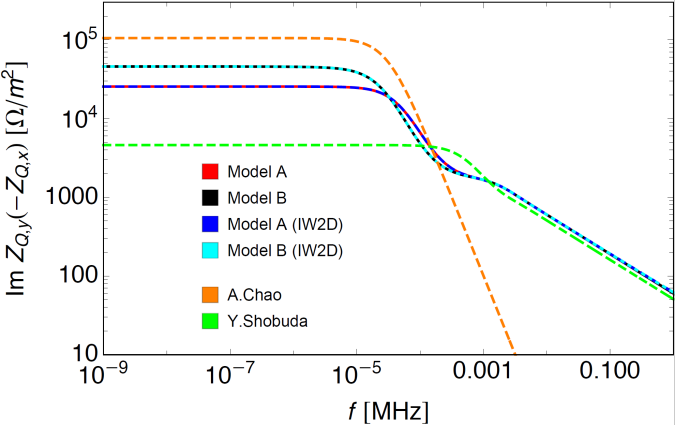 10^5
10^4
1000
100
10
Im Z_{Q,y}(−Z_{Q,x}) [Ω/m^2]
Model A
Model B
Model A (IW2D)
Model B (IW2D)
A.Chao
Y.Shobuda
10^{-9} 10^{-7} 10^{-5} 0.001 0.100
f [MHz]